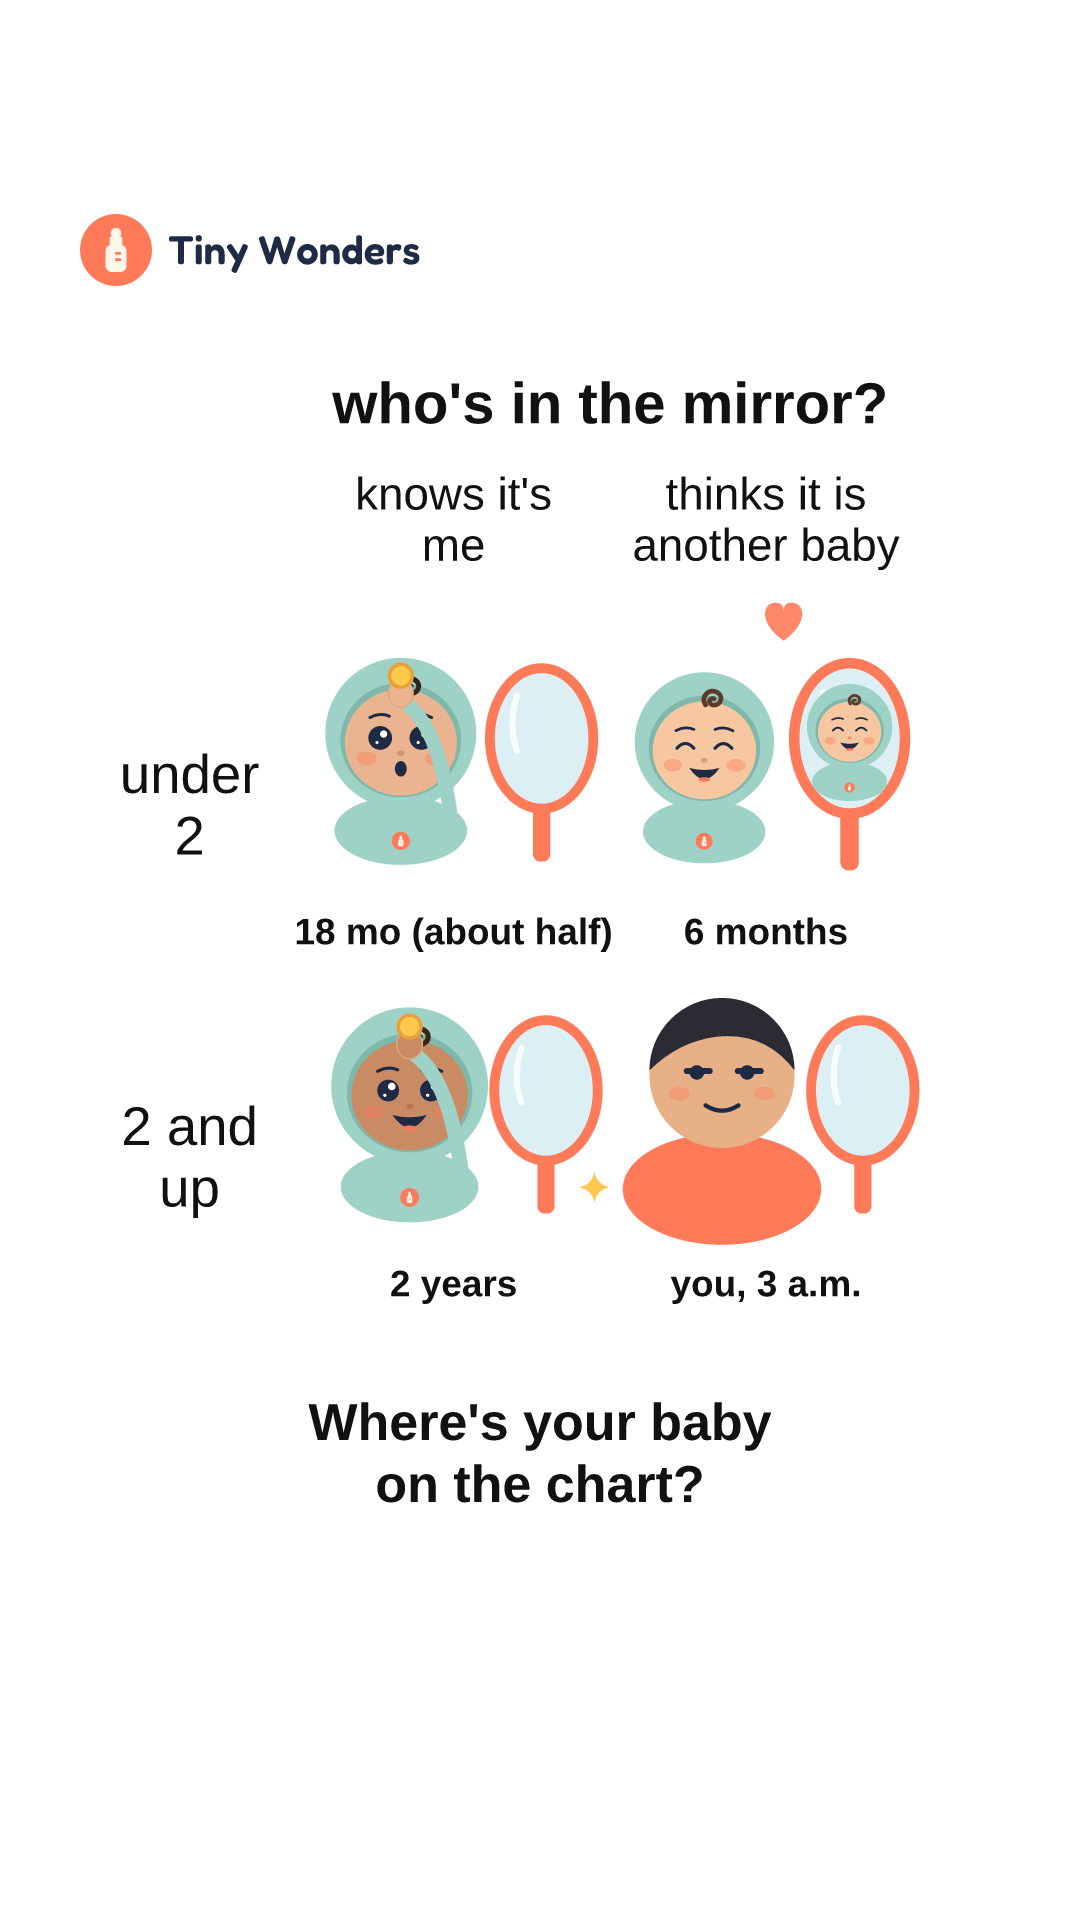 Tiny Wonders
who's in the mirror?
knows it's
me
thinks it is
another baby
under
2
18 mo (about half)
6 months
2 and
up
2 years
you, 3 a.m.
Where's your baby
on the chart?